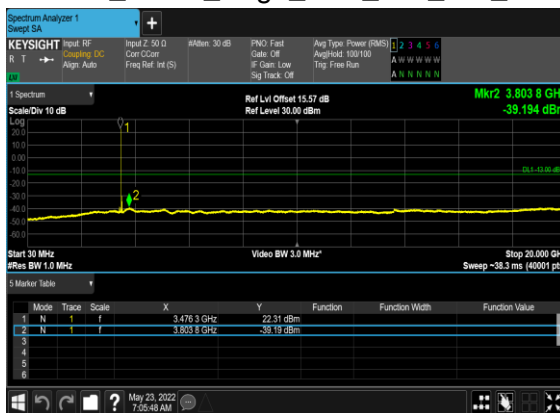 Spectrum Analyzer 1
Swept SA
KEYSIGHT Input: RF Input Z: 50 Ω #Atten: 30 dB PNO: Fast Avg Type: Power (RMS) 1 2 3 4 5 6
R T Coupling: DC Corr CCorr Gate: Off Avg|Hold: 100/100 A W W W W W
Align: Auto Freq Ref: Int (S) IF Gain: Low Trig: Free Run
LU Sig Track: Off A N N N N N
1 Spectrum Ref Lvl Offset 15.57 dB Mkr2 3.803 8 GH
Scale/Div 10 dB Ref Level 30.00 dBm -39.194 dB
Log
20.0 1
10.0
0.00
-10.0 DL1 -13.00 dB
-20.0
-30.0 2
-40.0
-50.0
-60.0
Start 30 MHz Video BW 3.0 MHz* Stop 20.000 GH
#Res BW 1.0 MHz Sweep ~38.3 ms (40001 pt
5 Marker Table
Mode Trace Scale X Y Function Function Width Function Value
1 N 1 f 3.476 3 GHz 22.31 dBm
2 N 1 f 3.803 8 GHz -39.19 dBm
3
4
5
6
? May 23, 2022
7:05:48 AM